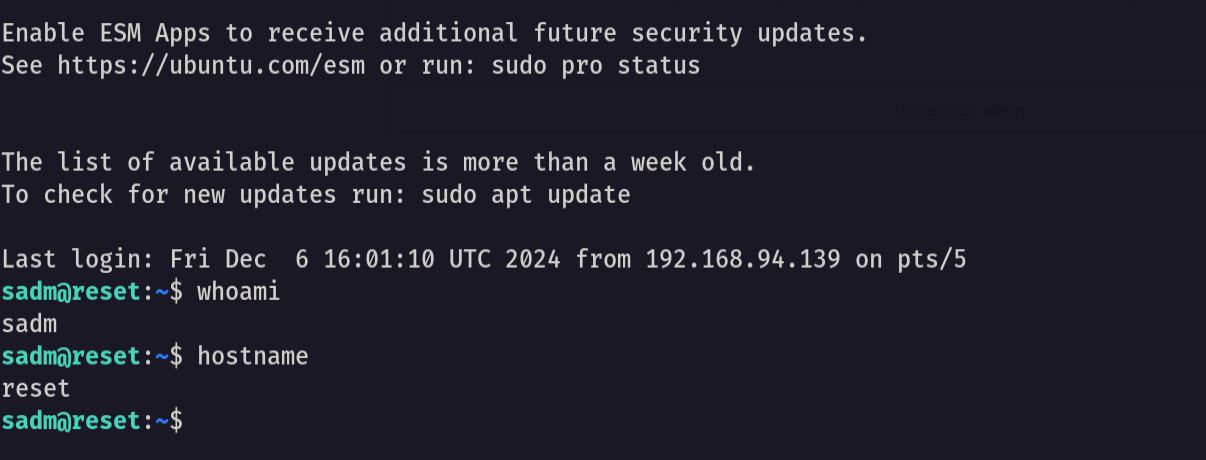 Enable ESM Apps to receive additional future security updates.
See https://ubuntu.com/esm or run: sudo pro status
The list of available updates is more than a week old.
To check for new updates run: sudo apt update
Last login: Fri Dec  6 16:01:10 UTC 2024 from 192.168.94.139 on pts/5
sadm@reset:~$ whoami
sadm
sadm@reset:~$ hostname
reset
sadm@reset:~$